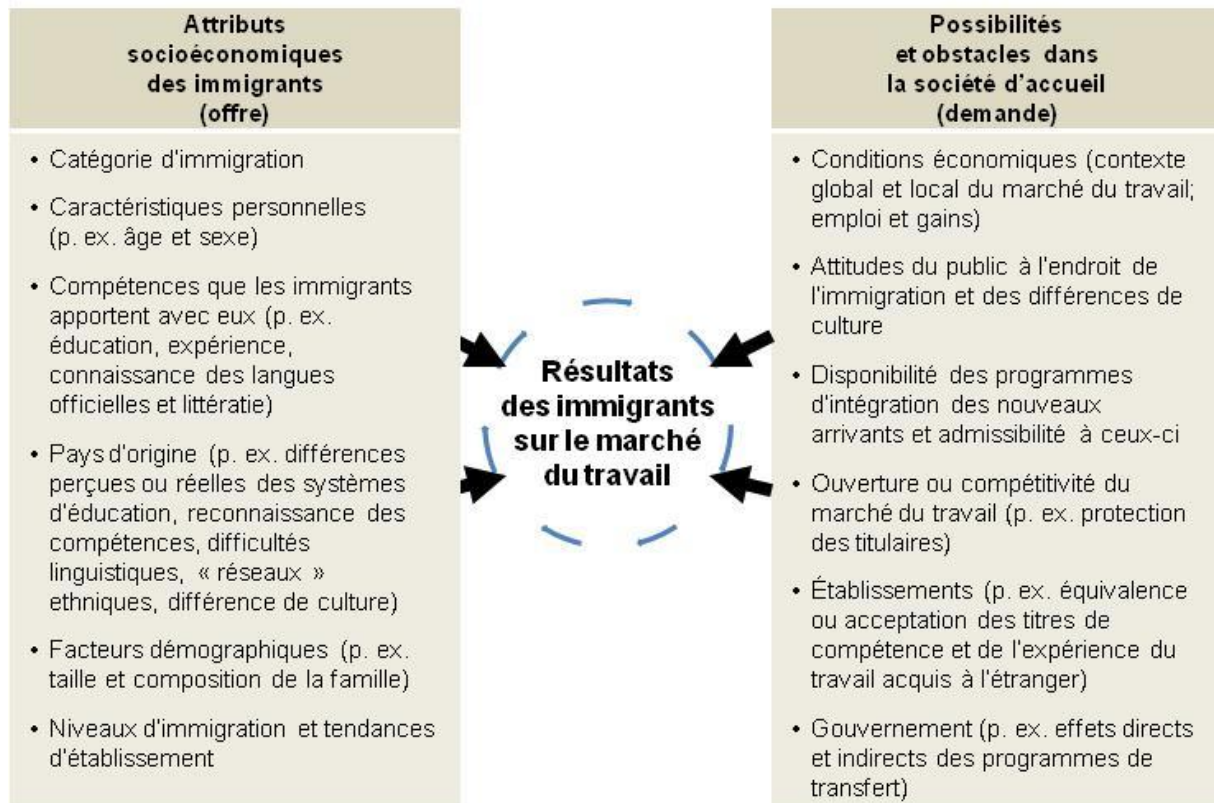 Attributs
socioéconomiques
des immigrants
(offre)
• Catégorie d'immigration
• Caractéristiques personnelles
(p. ex. âge et sexe)
• Compétences que les immigrants
apportent avec eux (p. ex.
éducation, expérience,
connaissance des langues
officielles et littératie)
• Pays d'origine (p. ex. différences
perçues ou réelles des systèmes
d'éducation, reconnaissance des
compétences, difficultés
linguistiques, « réseaux »
ethniques, différence de culture)
• Facteurs démographiques (p. ex.
taille et composition de la famille)
• Niveaux d'immigration et tendances
d'établissement
Résultats
des immigrants
sur le marché
du travail
Possibilités
et obstacles dans
la société d'accueil
(demande)
• Conditions économiques (contexte
global et local du marché du travail;
emploi et gains)
• Attitudes du public à l'endroit de
l'immigration et des différences de
culture
• Disponibilité des programmes
d'intégration des nouveaux
arrivants et admissibilité à ceux-ci
• Ouverture ou compétitivité du
marché du travail (p. ex. protection
des titulaires)
• Établissements (p. ex. équivalence
ou acceptation des titres de
compétence et de l'expérience du
travail acquis à l'étranger)
• Gouvernement (p. ex. effets directs
et indirects des programmes de
transfert)